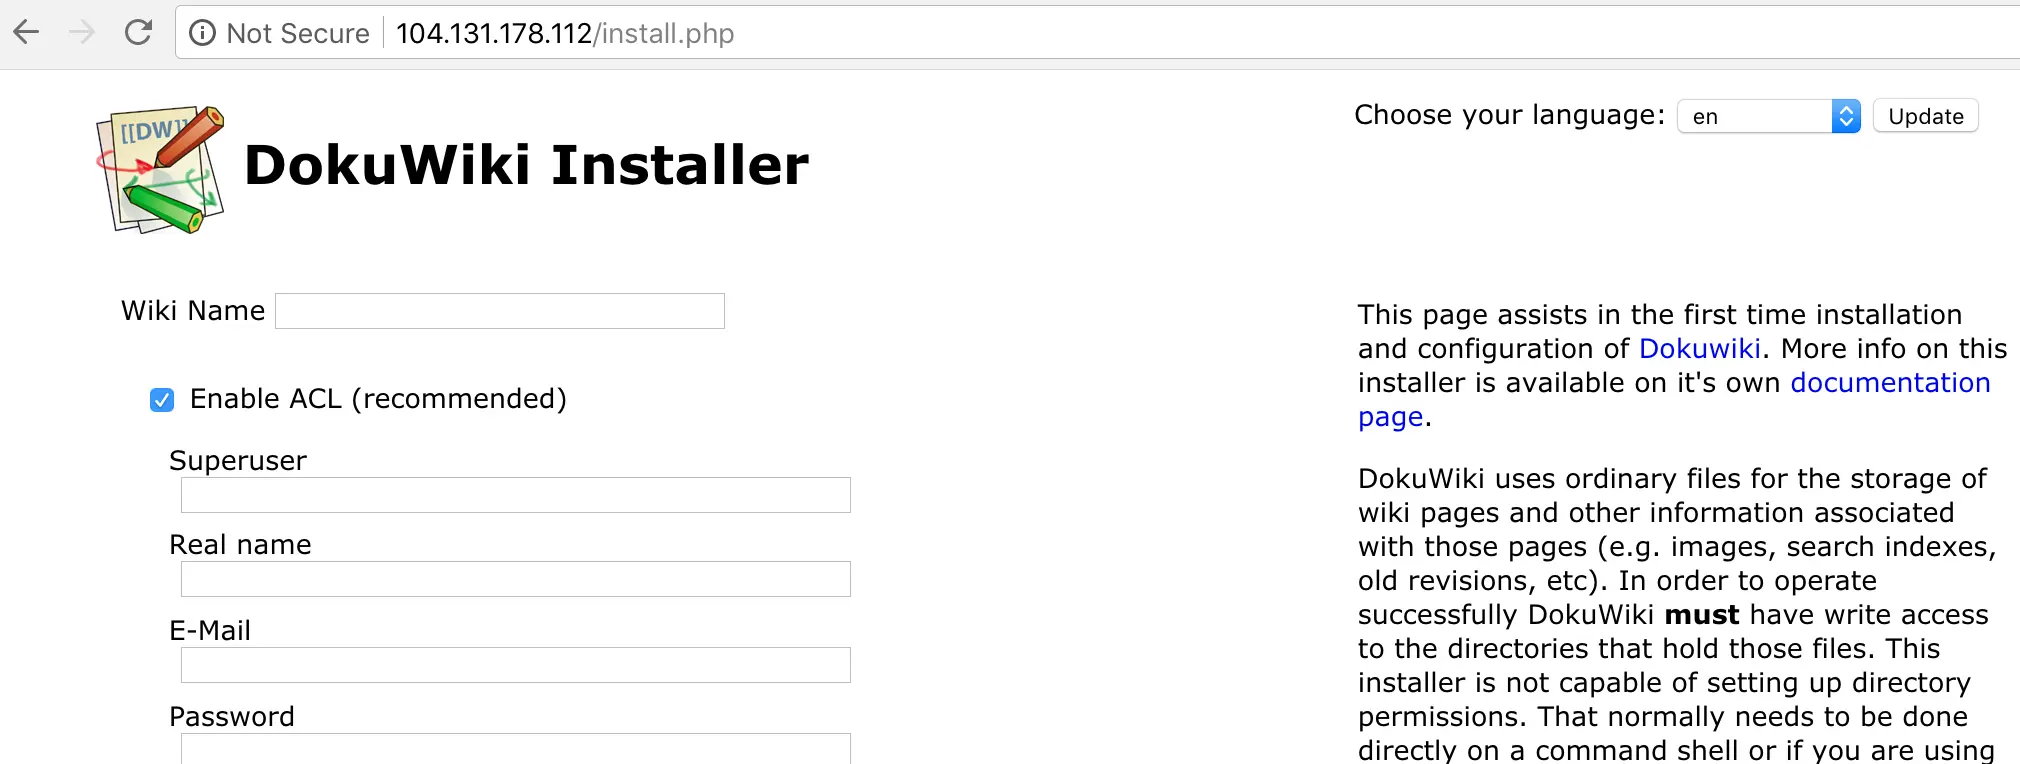 Not Secure 104.131.178.112/install.php
[[DW]]
DokuWiki Installer
Choose your language: en Update
Wiki Name
Enable ACL (recommended)
Superuser
Real name
E-Mail
Password
This page assists in the first time installation
and configuration of Dokuwiki. More info on this
installer is available on it's own documentation
page.
DokuWiki uses ordinary files for the storage of
wiki pages and other information associated
with those pages (e.g. images, search indexes,
old revisions, etc). In order to operate
successfully DokuWiki must have write access
to the directories that hold those files. This
installer is not capable of setting up directory
permissions. That normally needs to be done
directly on a command shell or if you are using